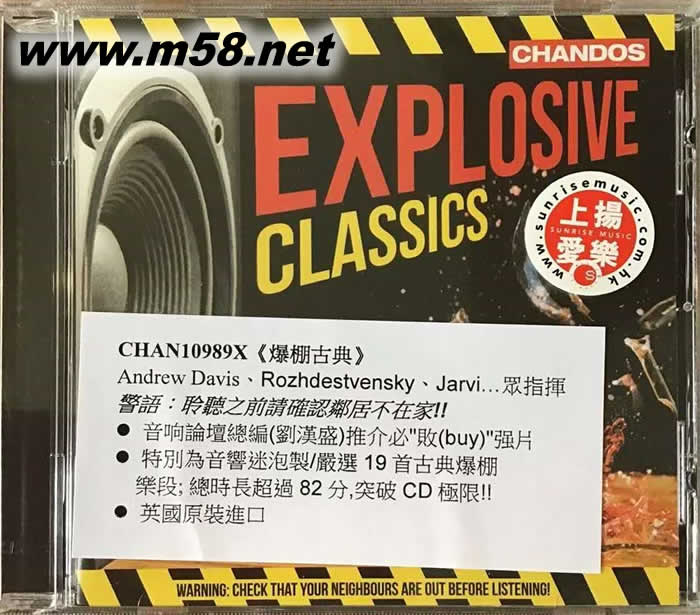 www.m58.net
CHANDOS
EXPLOSIVE
CLASSICS
www.sunrisemusic.com.hk
上揚
SUNRISE MUSIC
愛樂
S
CHAN10989X《爆棚古典》
Andrew Davis、Rozhdestvensky、Jarvi…眾指揮
警語：聆聽之前請確認鄰居不在家!!
● 音响論壇總編(劉漢盛)推介必"敗(buy)"强片
● 特別為音響迷泡製/嚴選 19 首古典爆棚
樂段; 總時長超過 82 分,突破 CD 極限!!
● 英國原裝進口
WARNING: CHECK THAT YOUR NEIGHBOURS ARE OUT BEFORE LISTENING!